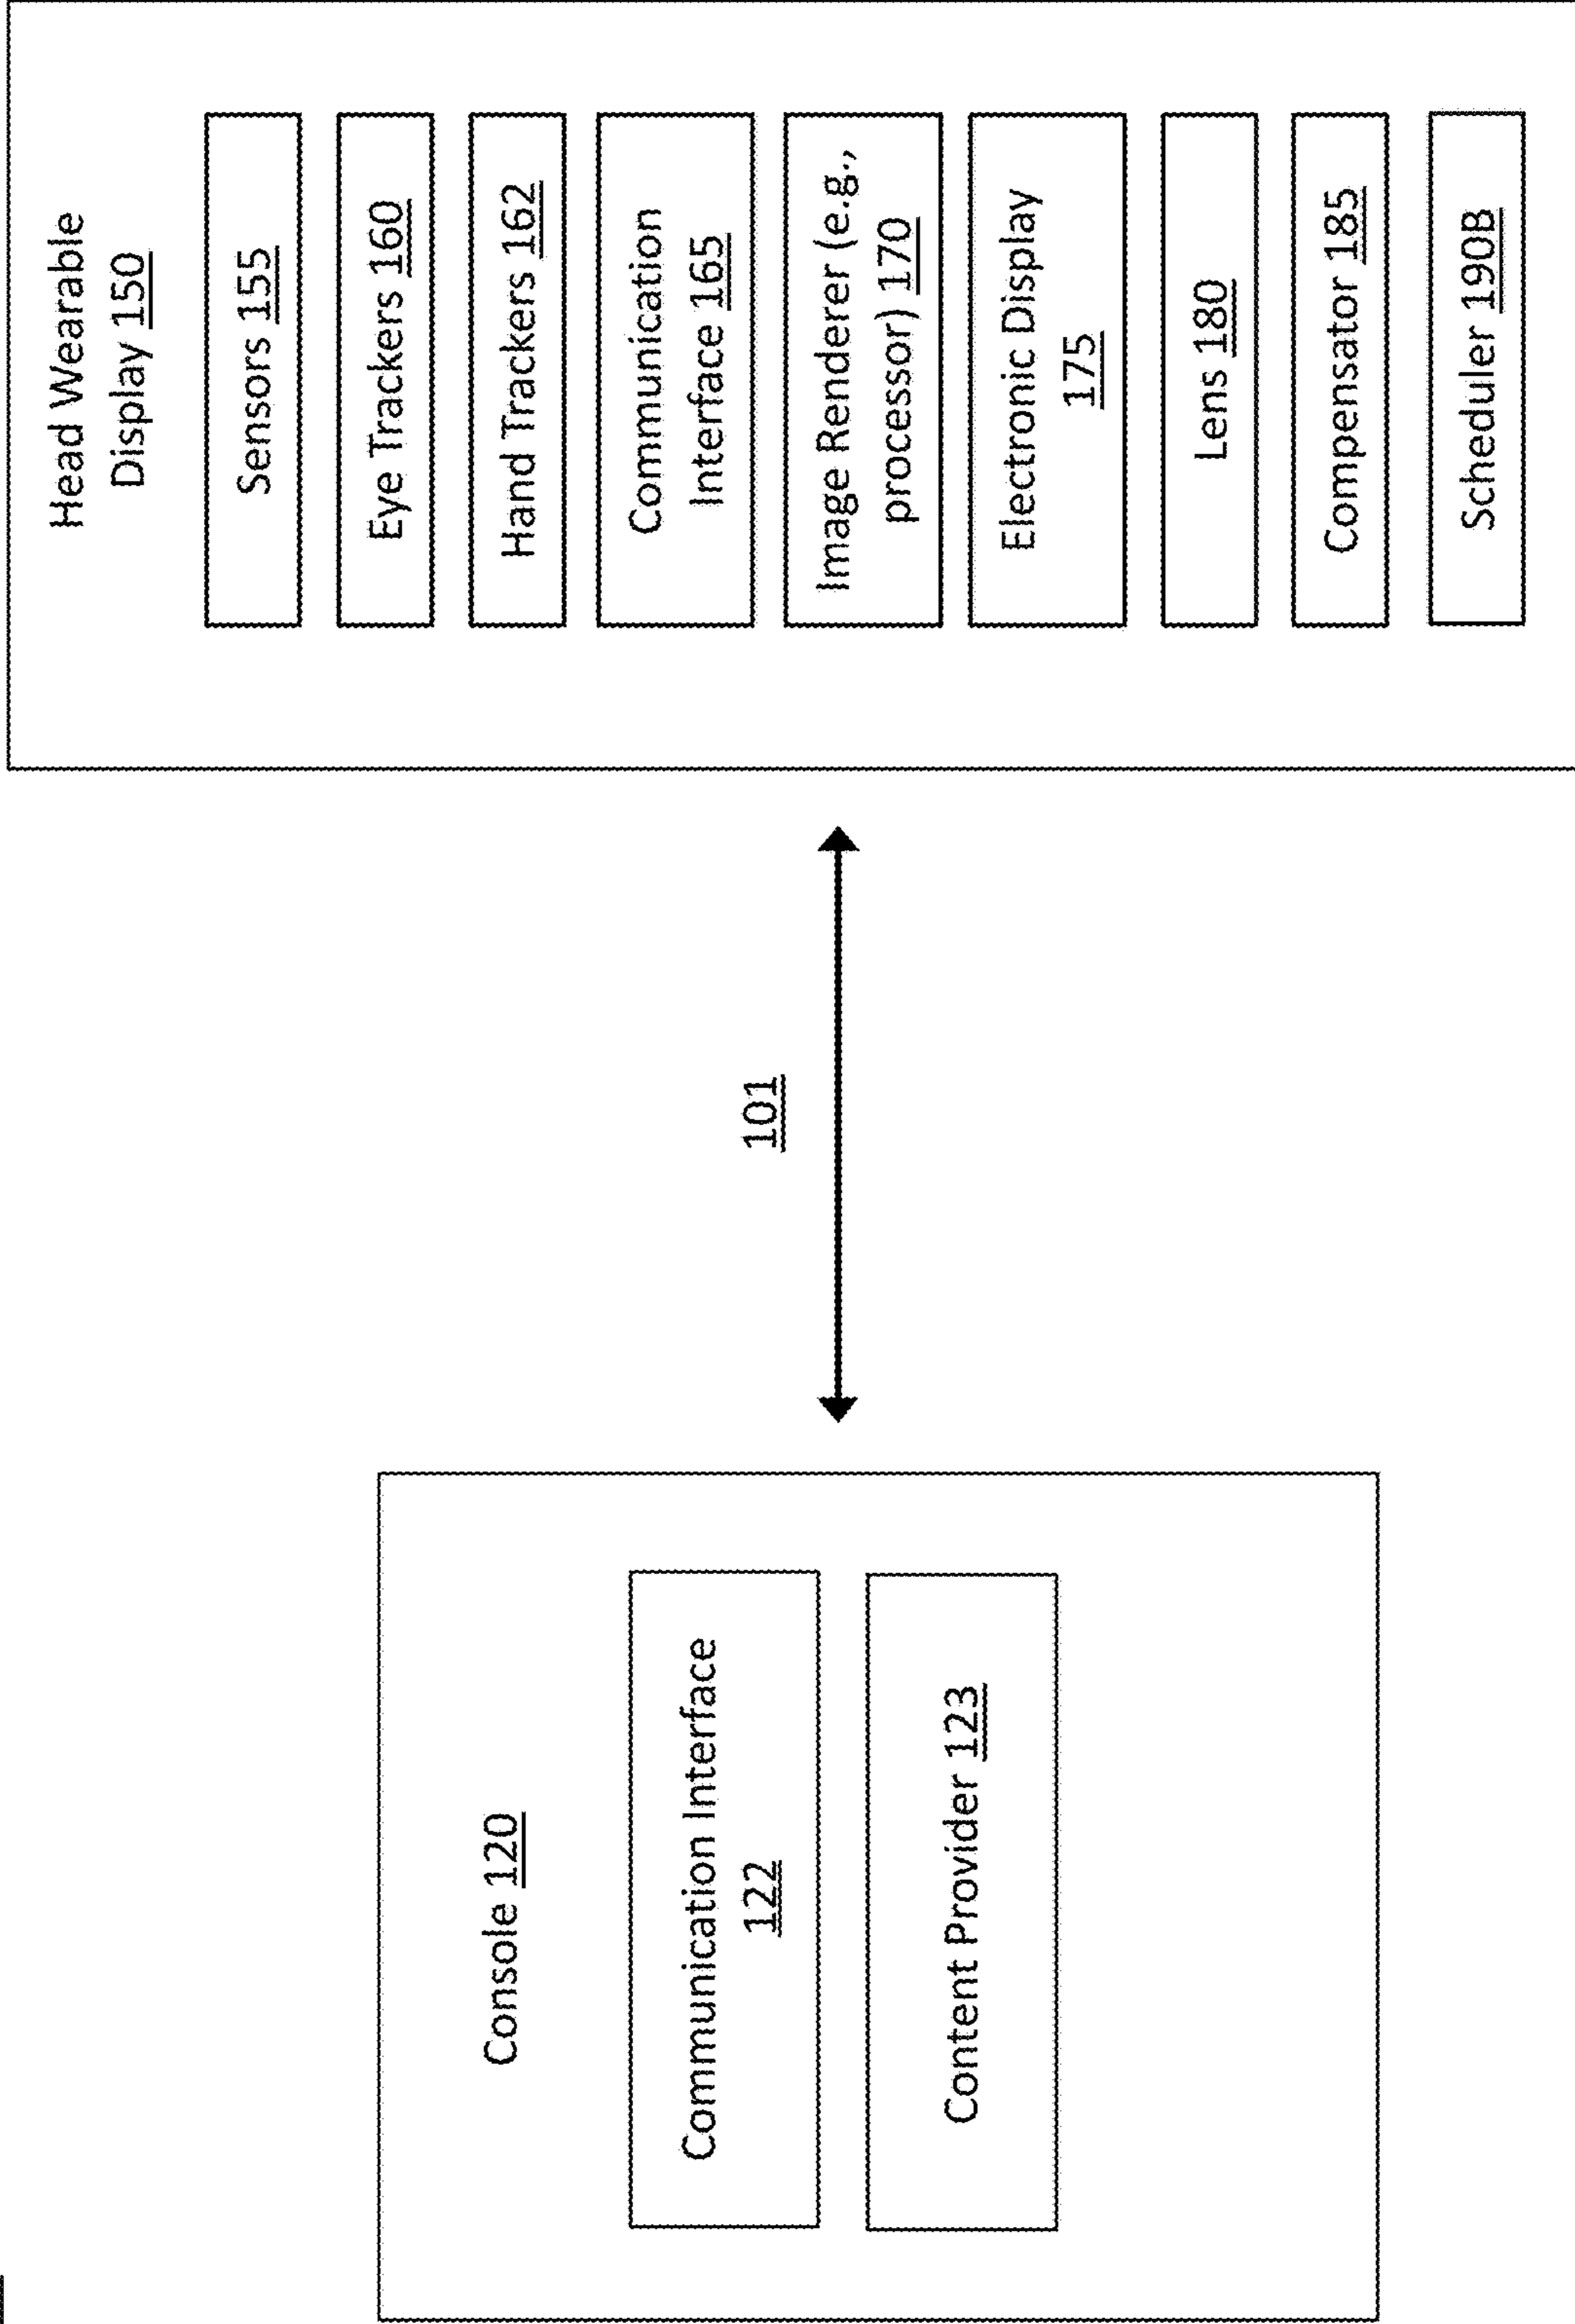 Console 120
Communication Interface
122
Content Provider 123
101
Head Wearable
Display 150
Sensors 155
Eye Trackers 160
Hand Trackers 162
Communication
Interface 165
Image Renderer (e.g.,
processor) 170
Electronic Display
175
Lens 180
Compensator 185
Scheduler 190B